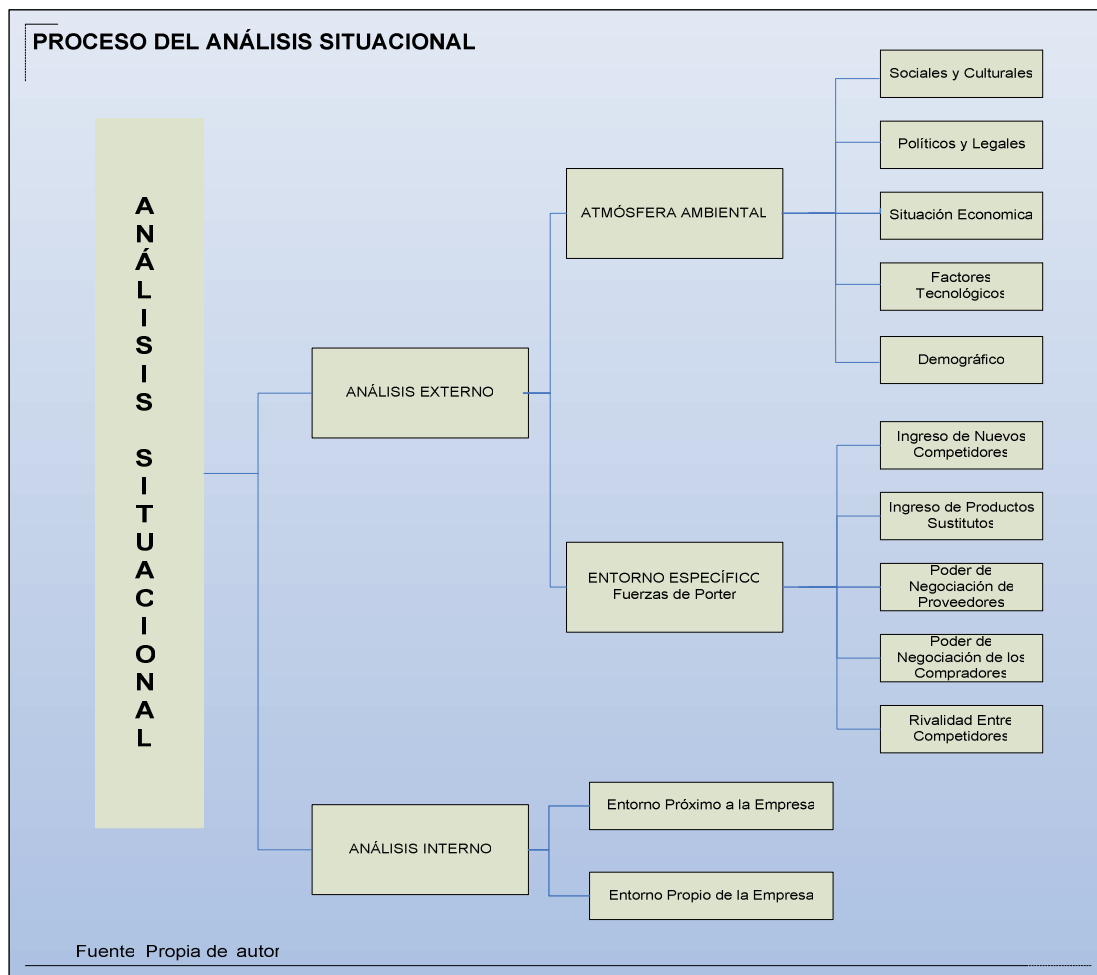 PROCESO DEL ANÁLISIS SITUACIONAL
ANÁLISIS SITUACIONAL
ANÁLISIS EXTERNO
ATMÓSFERA AMBIENTAL
Sociales y Culturales
Políticos y Legales
Situación Economica
Factores
Tecnológicos
Demográfico
ENTORNO ESPECÍFICO
Fuerzas de Porter
Ingreso de Nuevos
Competidores
Ingreso de Productos
Sustitutos
Poder de
Negociación de
Proveedores
Poder de
Negociación de los
Compradores
Rivalidad Entre
Competidores
ANÁLISIS INTERNO
Entorno Próximo a la Empresa
Entorno Propio de la Empresa
Fuente Propia de autor